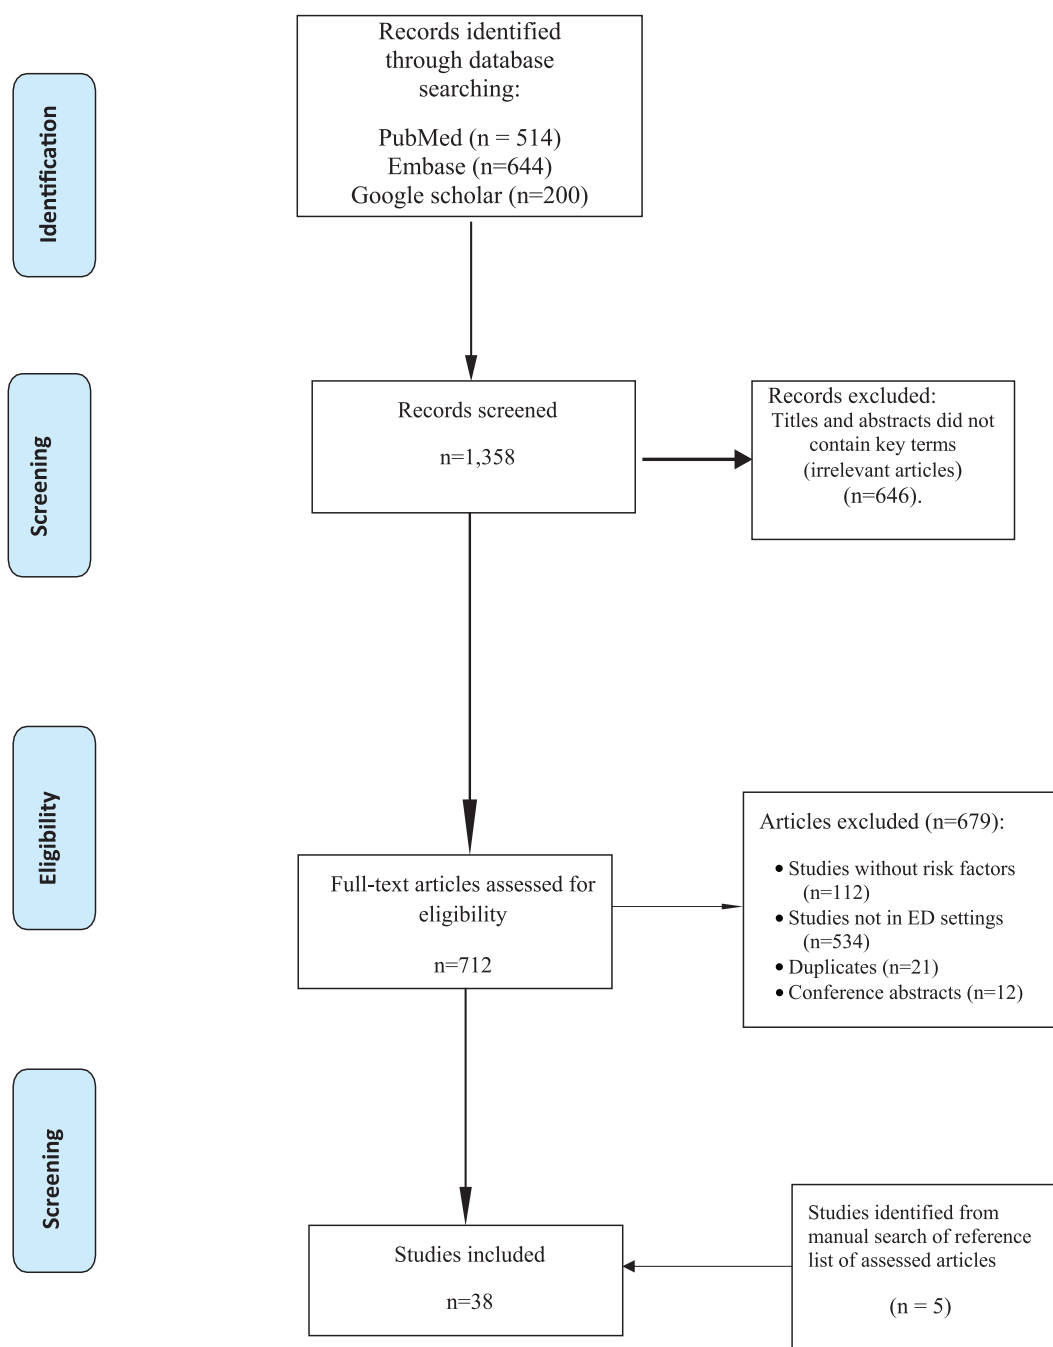 Identification
Records identified
through database
searching:
PubMed (n = 514)
Embase (n=644)
Google scholar (n=200)
Screening
Records screened
n=1,358
Records excluded:
Titles and abstracts did not
contain key terms
(irrelevant articles)
(n=646).
Eligibility
Full-text articles assessed for
eligibility
n=712
Articles excluded (n=679):
• Studies without risk factors
(n=112)
• Studies not in ED settings
(n=534)
• Duplicates (n=21)
• Conference abstracts (n=12)
Screening
Studies included
n=38
Studies identified from
manual search of reference
list of assessed articles
(n = 5)